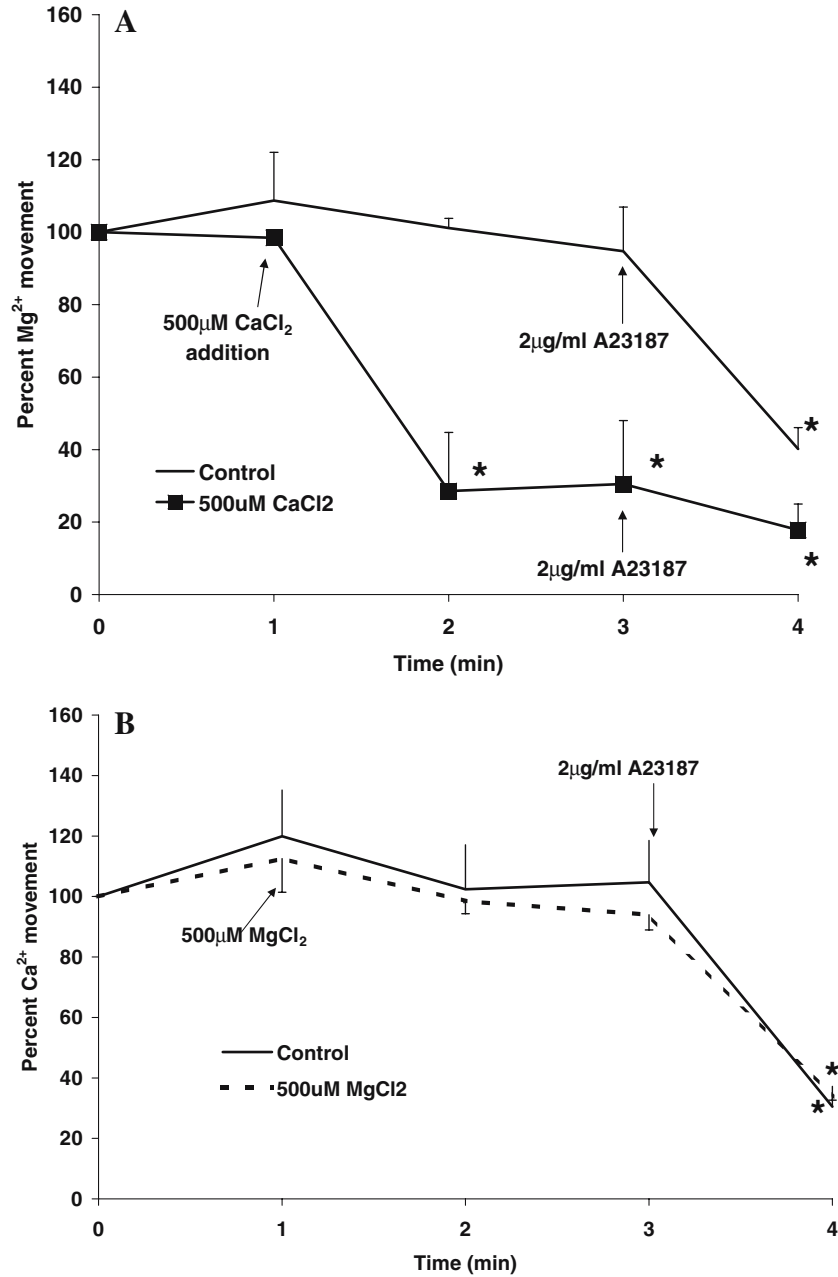 A
160
140
120
100
80
60
40
20
0
Percent Mg²⁺ movement
500µM CaCl₂
addition
2µg/ml A23187
*
*
*
*
Control
500uM CaCl2
2µg/ml A23187
0 1 2 3 4
Time (min)
B
160
140
120
100
80
60
40
20
0
Percent Ca²⁺ movement
2µg/ml A23187
500µM MgCl₂
Control
500uM MgCl2
*
*
0 1 2 3 4
Time (min)